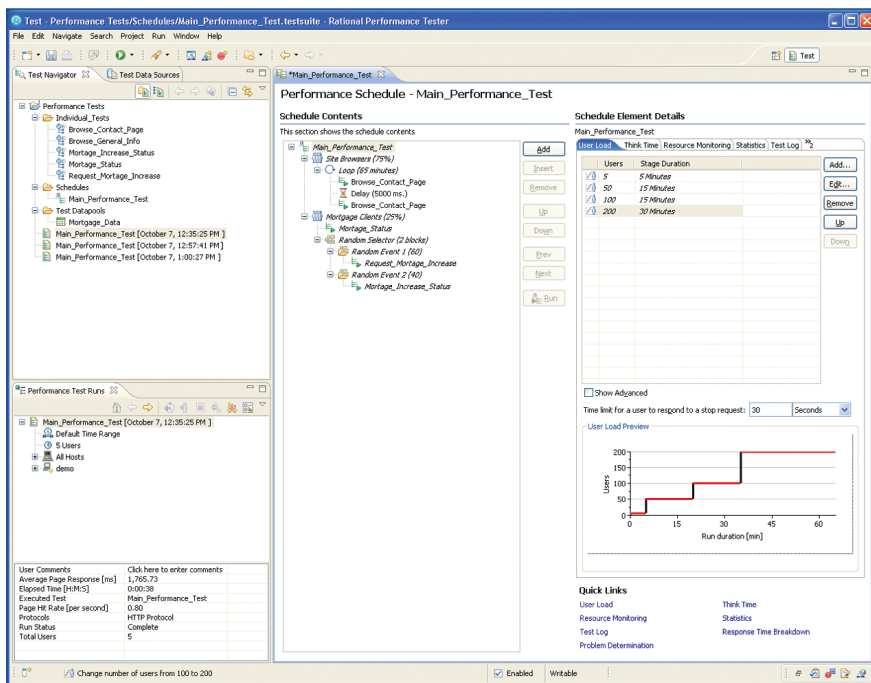 Test - Performance Tests/Schedules/Main_Performance_Test.testsuite - Rational Performance Tester
File Edit Navigate Search Project Run Window Help
Test
Test Navigator
Test Data Sources
Performance Tests
Individual_Tests
Browse_Contact_Page
Browse_General_Info
Mortage_Increase_Status
Mortage_Status
Request_Mortage_Increase
Schedules
Main_Performance_Test
Test Datapools
Mortgage_Data
Main_Performance_Test [October 7, 12:35:25 PM ]
Main_Performance_Test [October 7, 12:57:41 PM ]
Main_Performance_Test [October 7, 1:00:27 PM ]
Performance Test Runs
Main_Performance_Test [October 7, 12:35:25 PM ]
Default Time Range
5 Users
All Hosts
demo
User Comments Click here to enter comments
Average Page Response [ms] 1,765.73
Elapsed Time [H:M:S] 0:00:38
Executed Test Main_Performance_Test
Page Hit Rate [per second] 0.80
Protocols HTTP Protocol
Run Status Complete
Total Users 5
*Main_Performance_Test
Performance Schedule - Main_Performance_Test
Schedule Contents
This section shows the schedule contents
Main_Performance_Test
Site Browsers (75%)
Loop (65 minutes)
Browse_Contact_Page
Delay (5000 ms.)
Browse_Contact_Page
Mortgage Clients (25%)
Mortage_Status
Random Selector (2 blocks)
Random Event 1 (60)
Request_Mortage_Increase
Random Event 2 (40)
Mortage_Increase_Status
Add
Insert
Remove
Up
Down
Prev
Next
Run
Schedule Element Details
Main_Performance_Test
User Load Think Time Resource Monitoring Statistics Test Log »2
Users Stage Duration
5 5 Minutes
50 15 Minutes
100 15 Minutes
200 30 Minutes
Add...
Edit...
Remove
Up
Down
Show Advanced
Time limit for a user to respond to a stop request: 30 Seconds
User Load Preview
200
150
100
50
0
Users
0 15 30 45 60
Run duration [min]
Quick Links
User Load Think Time
Resource Monitoring Statistics
Test Log Response Time Breakdown
Problem Determination
Change number of users from 100 to 200
Enabled
Writable